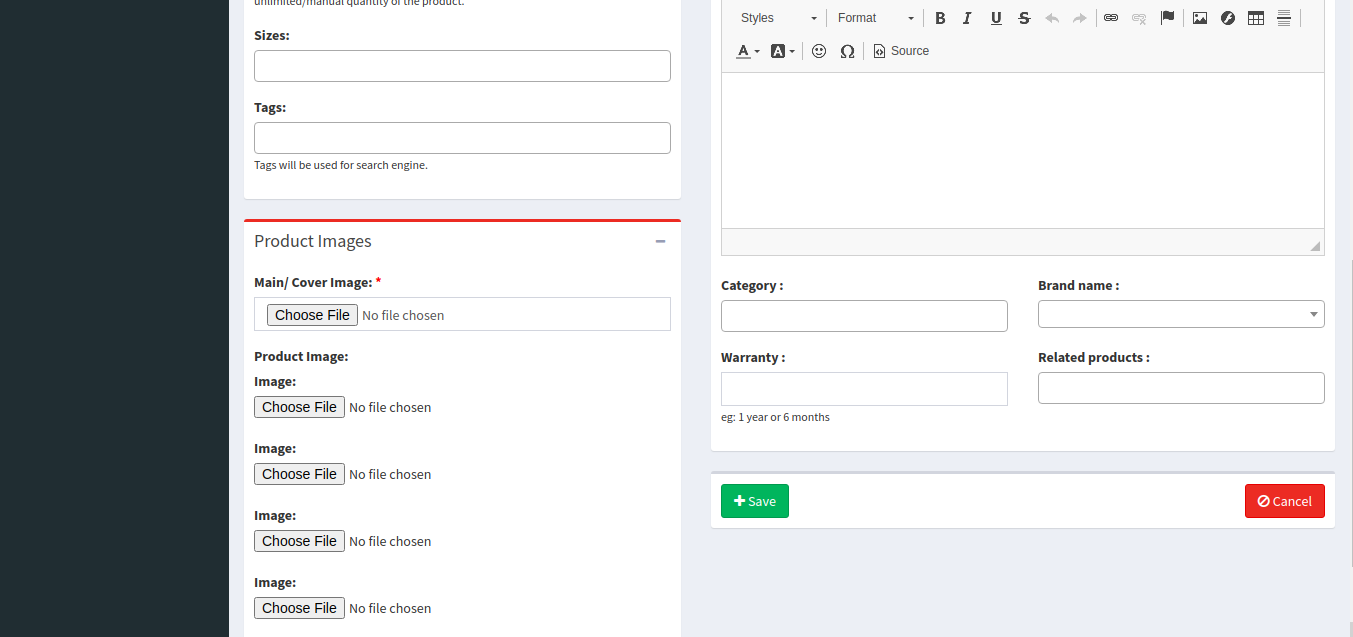 unlimited/manual quantity of the product.
Sizes:
Tags:
Tags will be used for search engine.
Product Images
Main/ Cover Image: *
Choose File No file chosen
Product Image:
Image:
Choose File No file chosen
Image:
Choose File No file chosen
Image:
Choose File No file chosen
Image:
Choose File No file chosen
Styles Format B I U S
A A Ω Source
Category :
Brand name :
Warranty :
Related products :
eg: 1 year or 6 months
Save
Cancel